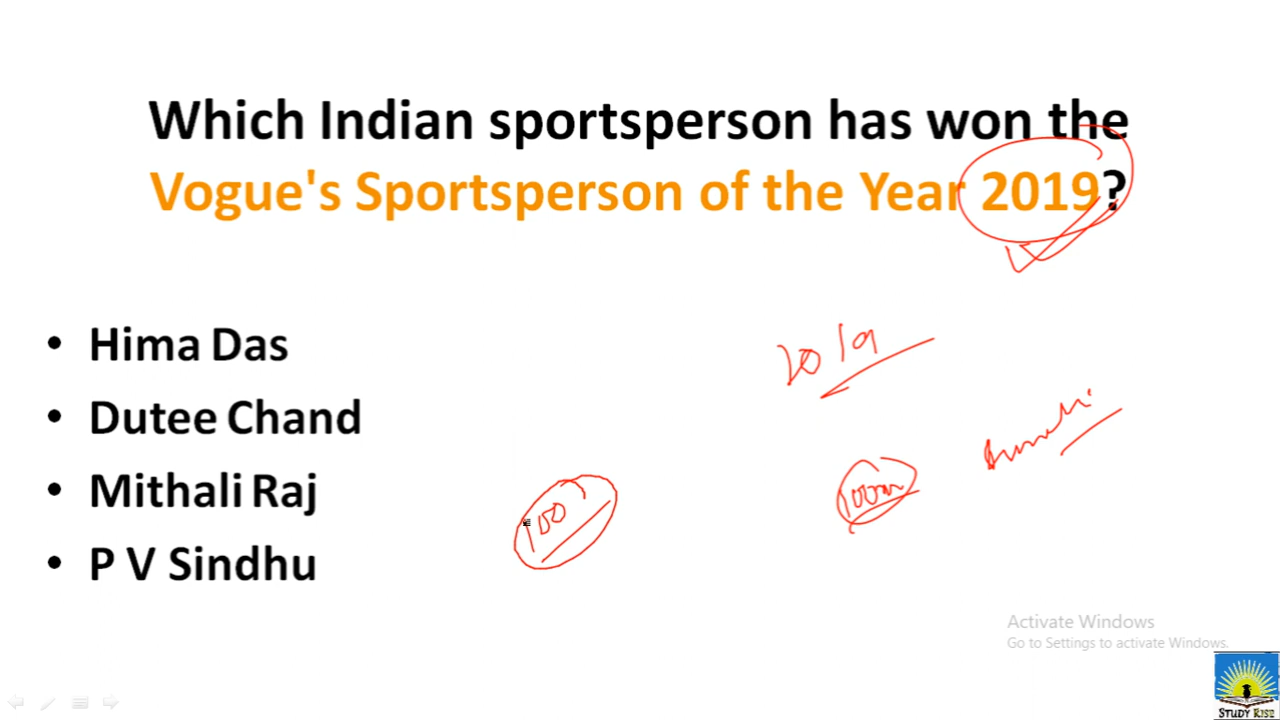 Which Indian sportsperson has won the
Vogue's Sportsperson of the Year 2019?
• Hima Das
• Dutee Chand
• Mithali Raj
• P V Sindhu
2019
100m
100
Activate Windows
Go to Settings to activate Windows.
STUDY RISE